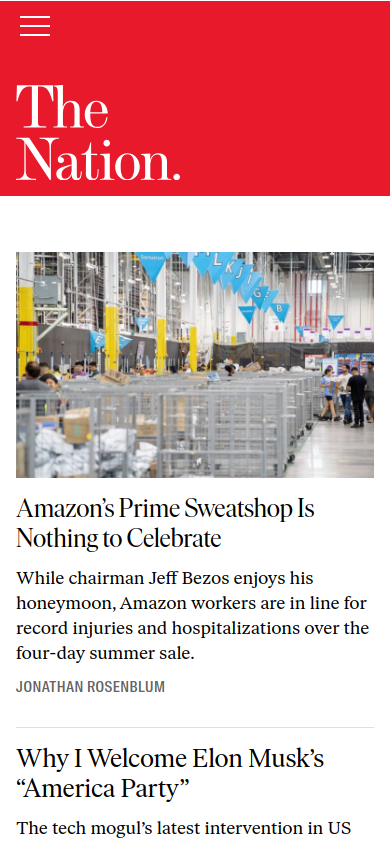 The
Nation.
L K J I
G
B
Amazon’s Prime Sweatshop Is
Nothing to Celebrate
While chairman Jeff Bezos enjoys his
honeymoon, Amazon workers are in line for
record injuries and hospitalizations over the
four-day summer sale.
JONATHAN ROSENBLUM
Why I Welcome Elon Musk’s
“America Party”
The tech mogul’s latest intervention in US